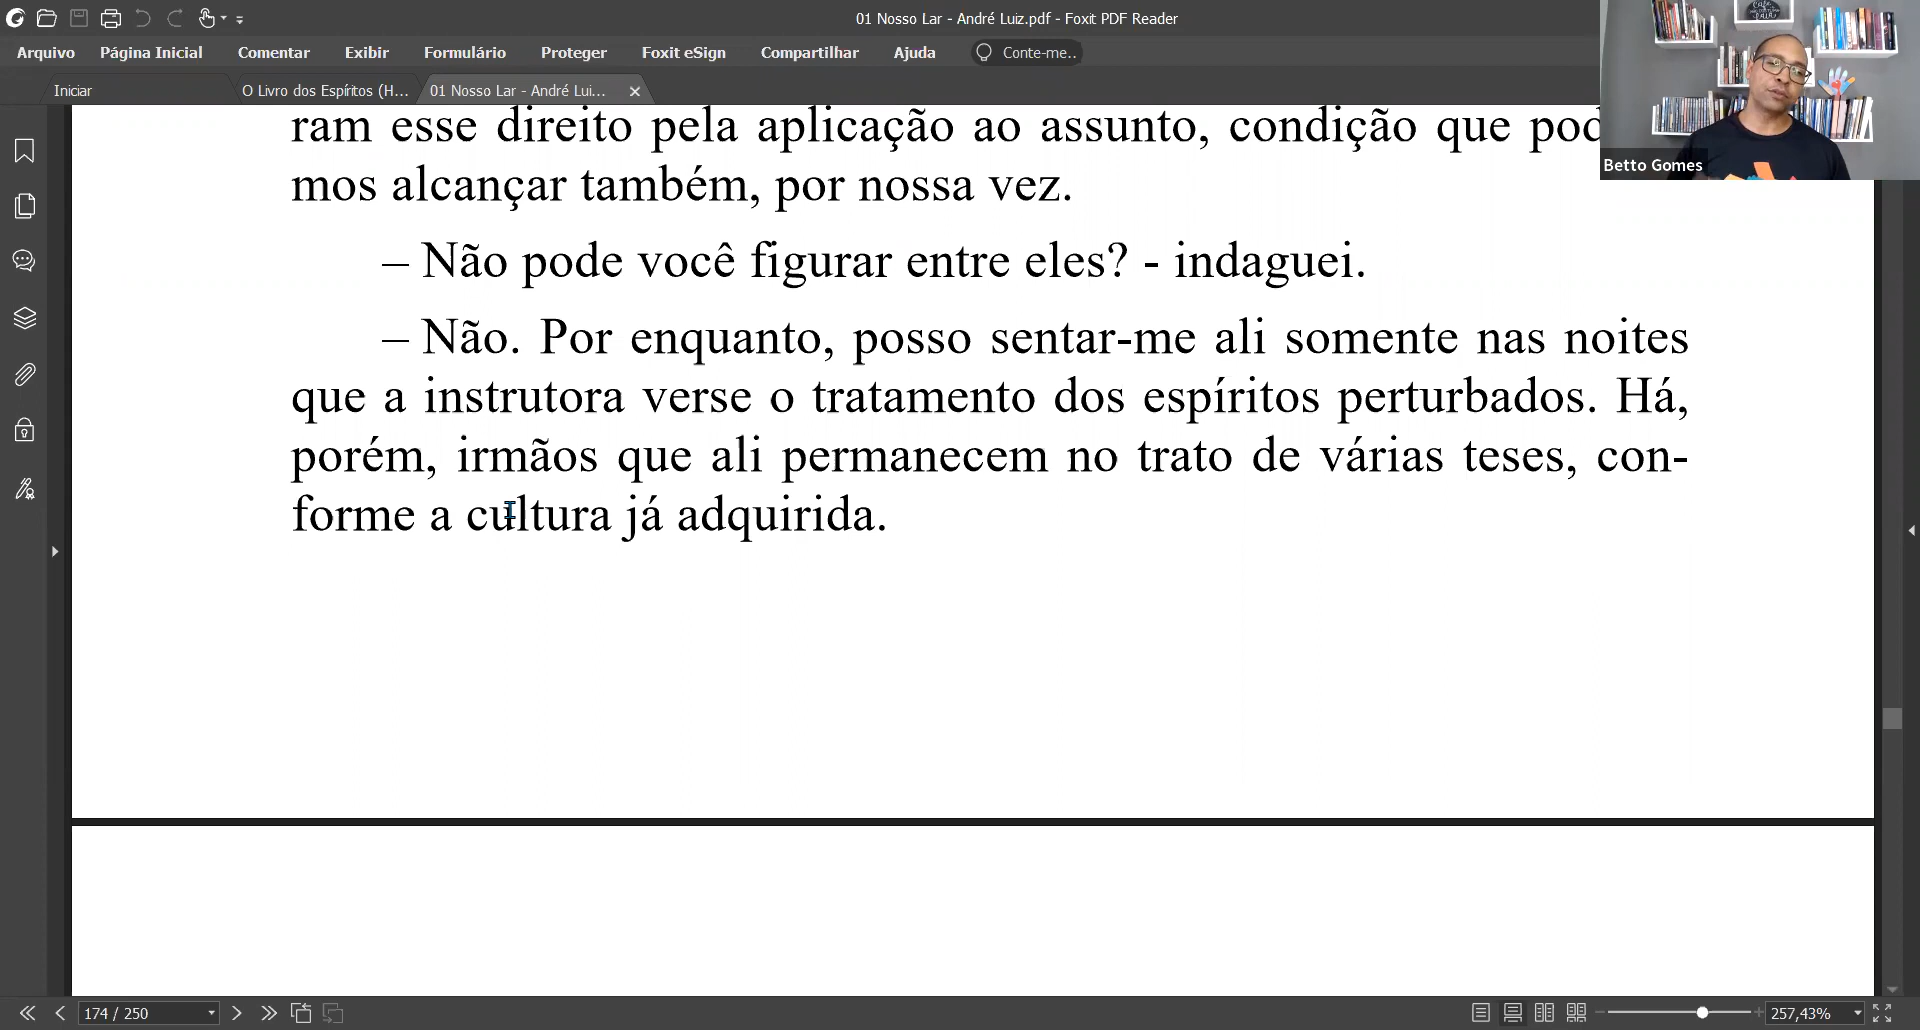 01 Nosso Lar - André Luiz.pdf - Foxit PDF Reader
Arquivo Página Inicial Comentar Exibir Formulário Proteger Foxit eSign Compartilhar Ajuda Conte-me..
Iniciar O Livro dos Espíritos (H... 01 Nosso Lar - André Lui...
Betto Gomes
ram esse direito pela aplicação ao assunto, condição que pod
mos alcançar também, por nossa vez.
– Não pode você figurar entre eles? - indaguei.
– Não. Por enquanto, posso sentar-me ali somente nas noites
que a instrutora verse o tratamento dos espíritos perturbados. Há,
porém, irmãos que ali permanecem no trato de várias teses, con-
forme a cultura já adquirida.
174 / 250 257,43%